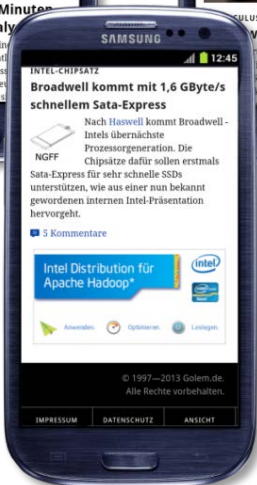 Minuten
SAMSUNG
12:45
INTEL-CHIPSATZ
Broadwell kommt mit 1,6 GByte/s
schnellem Sata-Express
Nach Haswell kommt Broadwell -
Intels übernächste
Prozessorgeneration. Die
Chipsätze dafür sollen erstmals
NGFF
Sata-Express für sehr schnelle SSDs
unterstützen, wie aus einer nun bekannt
gewordenen internen Intel-Präsentation
hervorgeht.
5 Kommentare
Intel Distribution für
Apache Hadoop*
intel
Anwenden.
Optimieren.
Loslegen.
© 1997—2013 Golem.de.
Alle Rechte vorbehalten.
IMPRESSUM DATENSCHUTZ ANSICHT